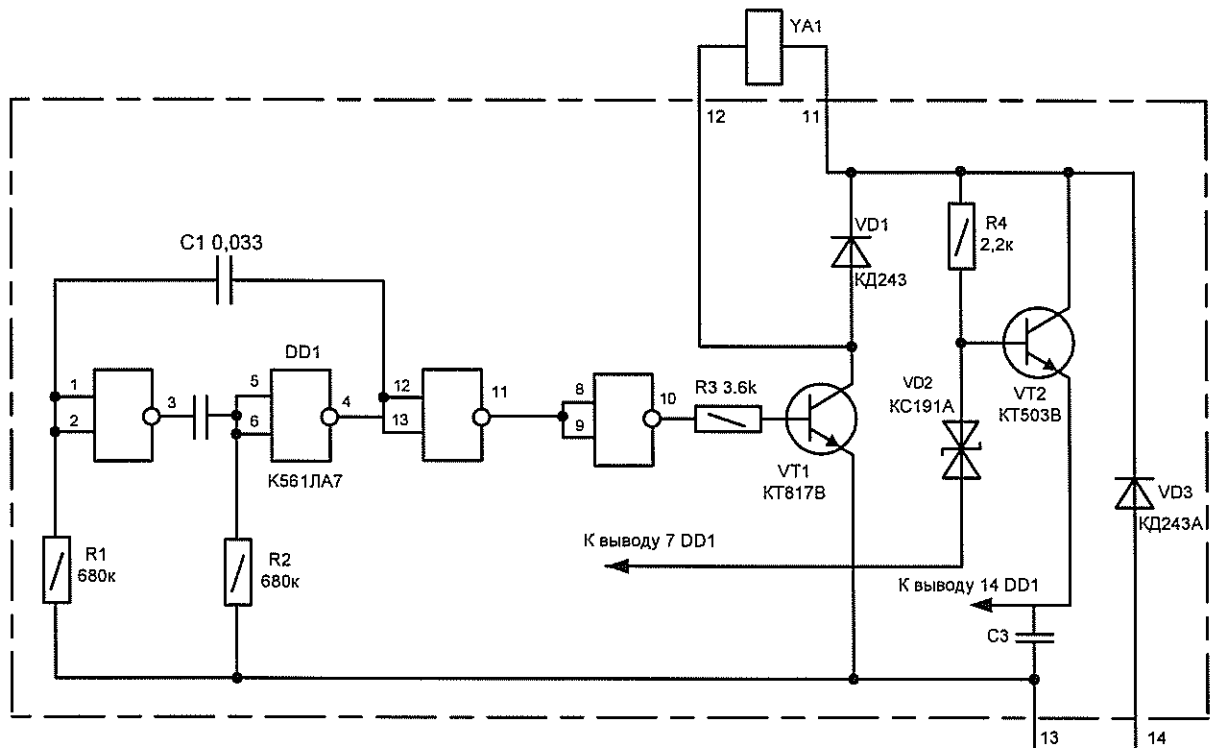 YA1
12
11
C1 0,033
VD1
КД243
R4
2,2к
DD1
1
2
3
5
6
4
12
13
11
8
9
10
R3 3.6k
К561ЛА7
VT1
КТ817В
VD2
КС191А
VT2
КТ503В
VD3
КД243А
R1
680к
R2
680к
К выводу 7 DD1
К выводу 14 DD1
C3
13
14